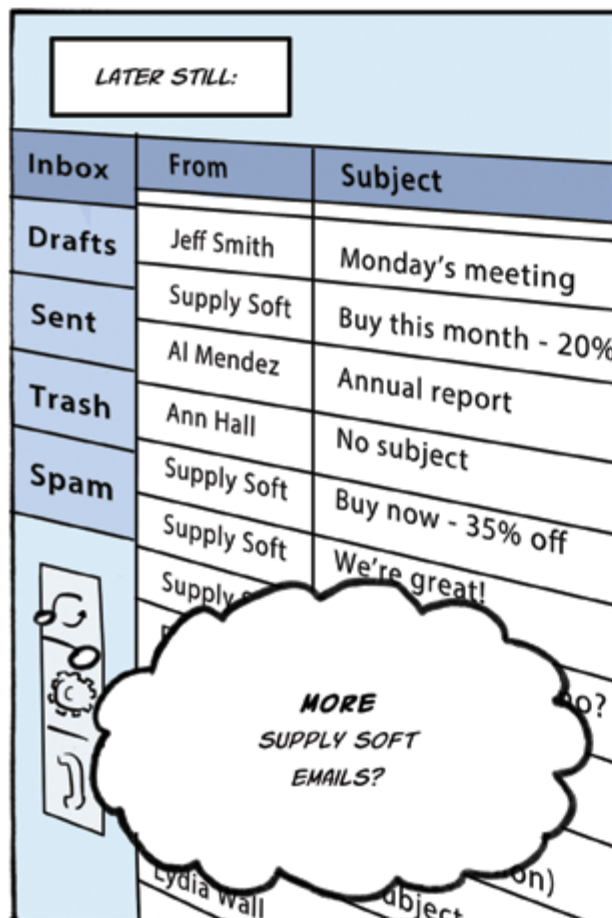 LATER STILL:
Inbox
From
Subject
Drafts
Jeff Smith
Monday's meeting
Sent
Supply Soft
Buy this month - 20%
Al Mendez
Annual report
Trash
Ann Hall
No subject
Spam
Supply Soft
Buy now - 35% off
Supply Soft
We're great!
Supply
MORE
SUPPLY SOFT
EMAILS?
Lydia Wall